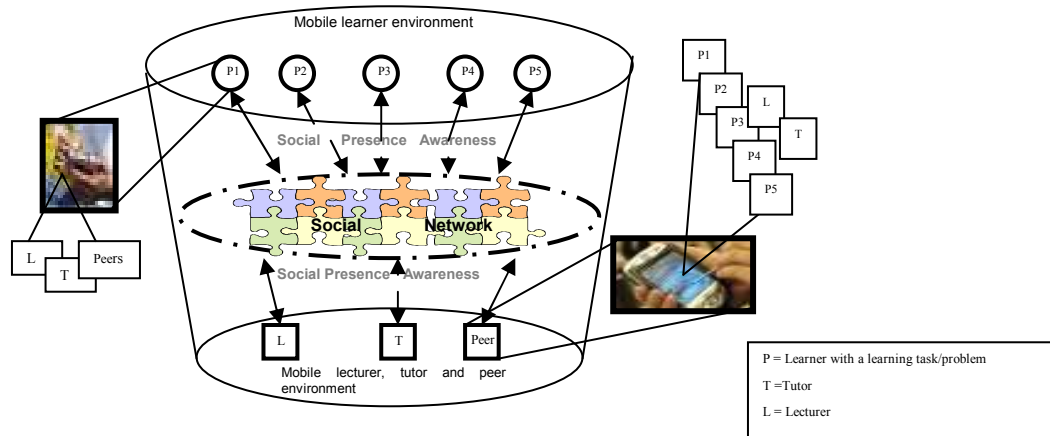 Mobile learner environment
P1 P2 P3 P4 P5
Social Presence Awareness
Social Network
Social Presence Awareness
L T Peer
Mobile lecturer, tutor and peer
environment
L
T
Peers
P1
P2
L
P3
T
P4
P5
P = Learner with a learning task/problem
T =Tutor
L = Lecturer